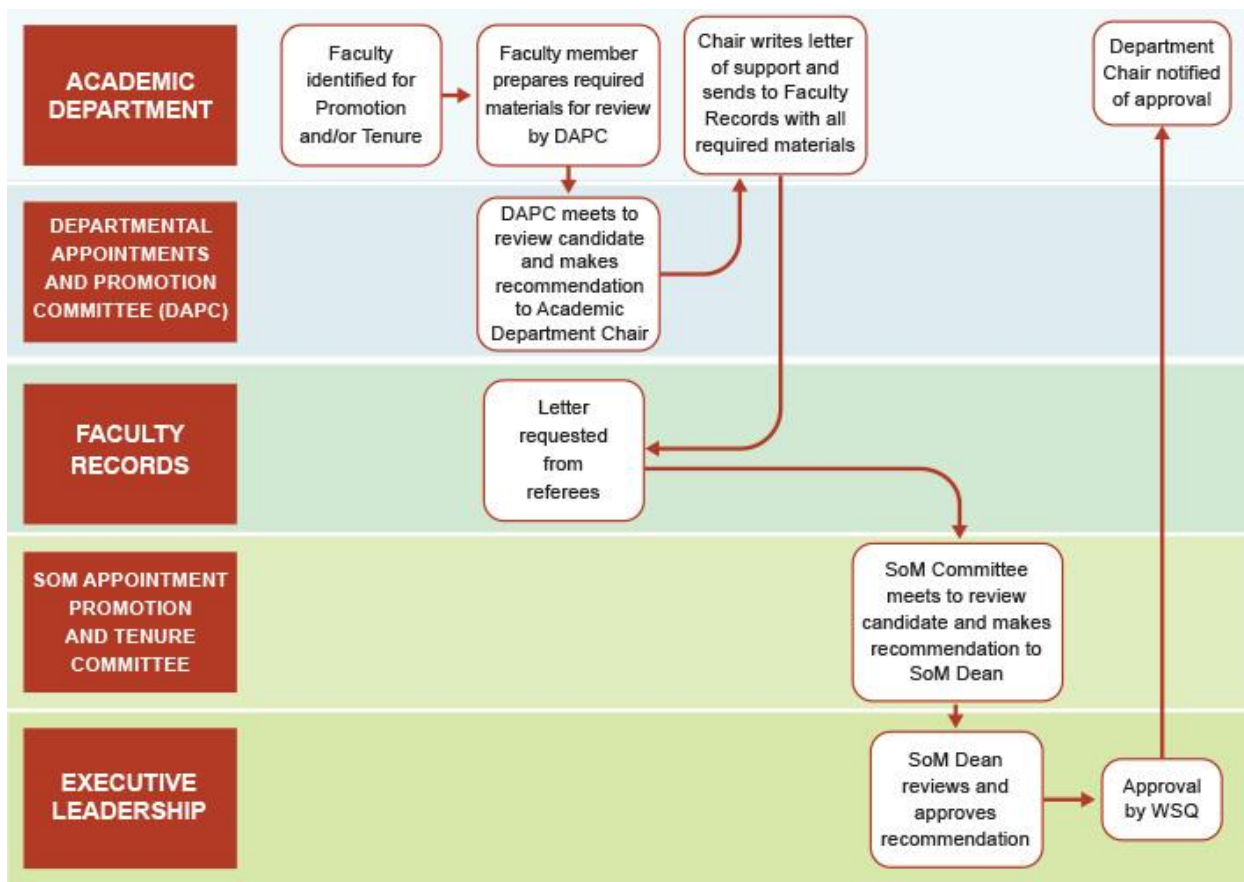 ACADEMIC
DEPARTMENT
Faculty
identified for
Promotion
and/or Tenure
Faculty member
prepares required
materials for review
by DAPC
Chair writes letter
of support and
sends to Faculty
Records with all
required materials
Department
Chair notified
of approval
DEPARTMENTAL
APPOINTMENTS
AND PROMOTION
COMMITTEE (DAPC)
DAPC meets to
review candidate
and makes
recommendation
to Academic
Department Chair
FACULTY
RECORDS
Letter
requested
from
referees
SOM APPOINTMENT
PROMOTION
AND TENURE
COMMITTEE
SoM Committee
meets to review
candidate and makes
recommendation to
SoM Dean
EXECUTIVE
LEADERSHIP
SoM Dean
reviews and
approves
recommendation
Approval
by WSQ